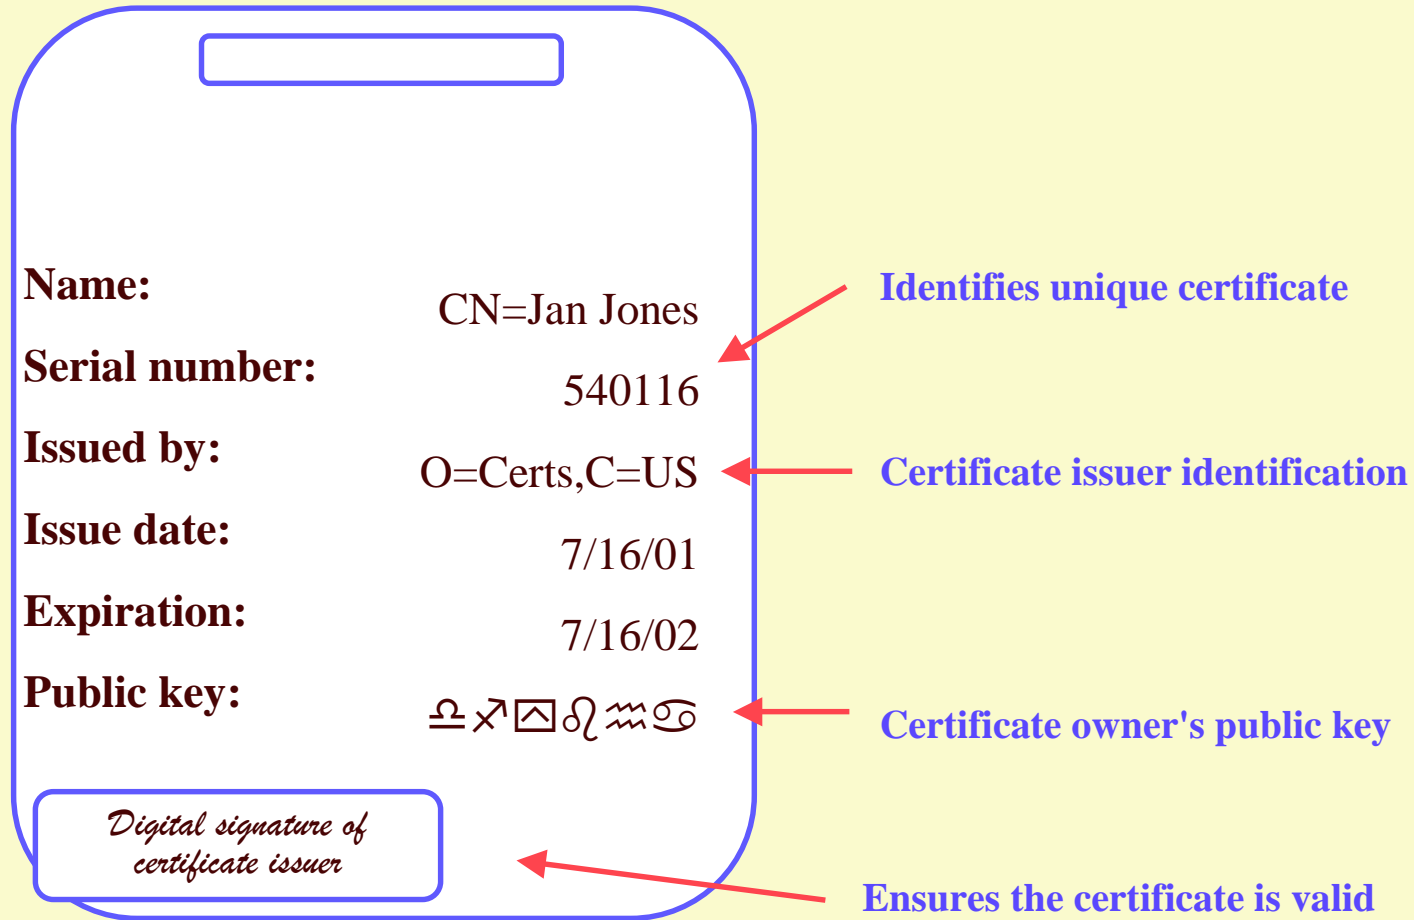 Name:
CN=Jan Jones
Identifies unique certificate
Serial number:
540116
Issued by:
O=Certs,C=US
Certificate issuer identification
Issue date:
7/16/01
Expiration:
7/16/02
Public key:
♎♐⍓♌♒♋
Certificate owner's public key
Digital signature of
certificate issuer
Ensures the certificate is valid